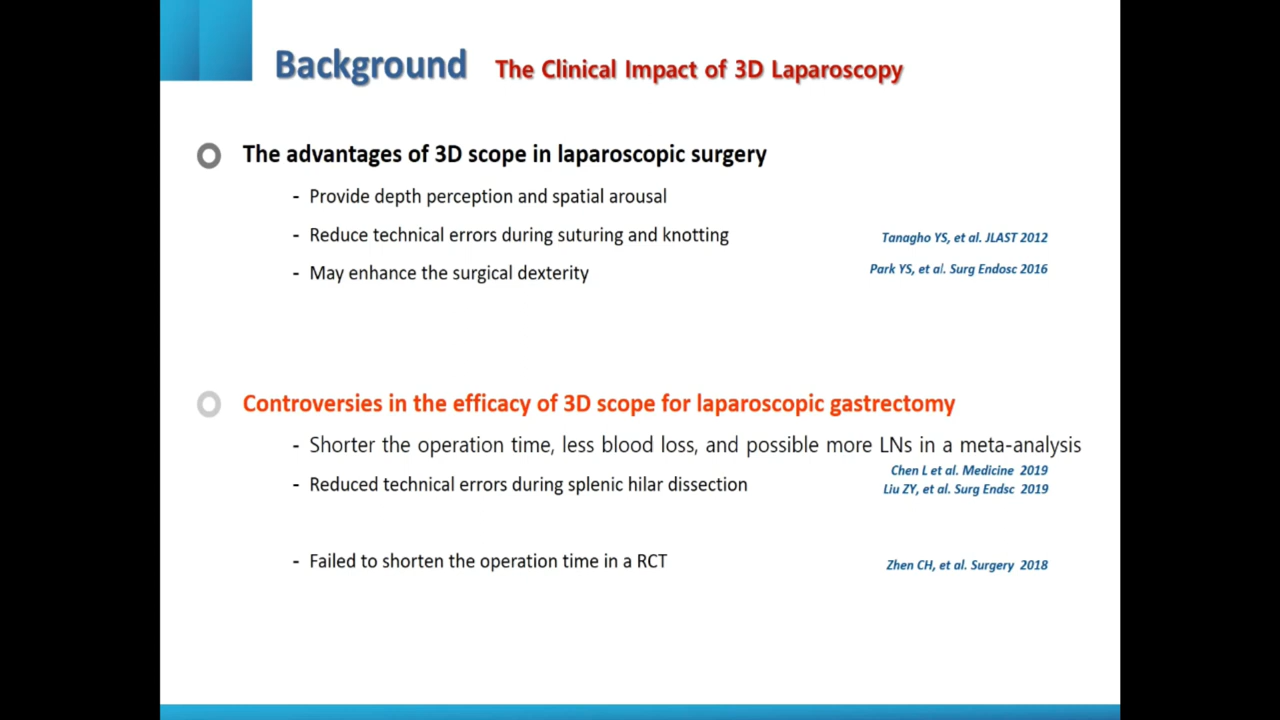 Background The Clinical Impact of 3D Laparoscopy
The advantages of 3D scope in laparoscopic surgery
- Provide depth perception and spatial arousal
- Reduce technical errors during suturing and knotting
Tanagho YS, et al. JLAST 2012
- May enhance the surgical dexterity
Park YS, et al. Surg Endosc 2016
Controversies in the efficacy of 3D scope for laparoscopic gastrectomy
- Shorter the operation time, less blood loss, and possible more LNs in a meta-analysis
Chen L et al. Medicine 2019
- Reduced technical errors during splenic hilar dissection
Liu ZY, et al. Surg Endsc 2019
- Failed to shorten the operation time in a RCT
Zhen CH, et al. Surgery 2018